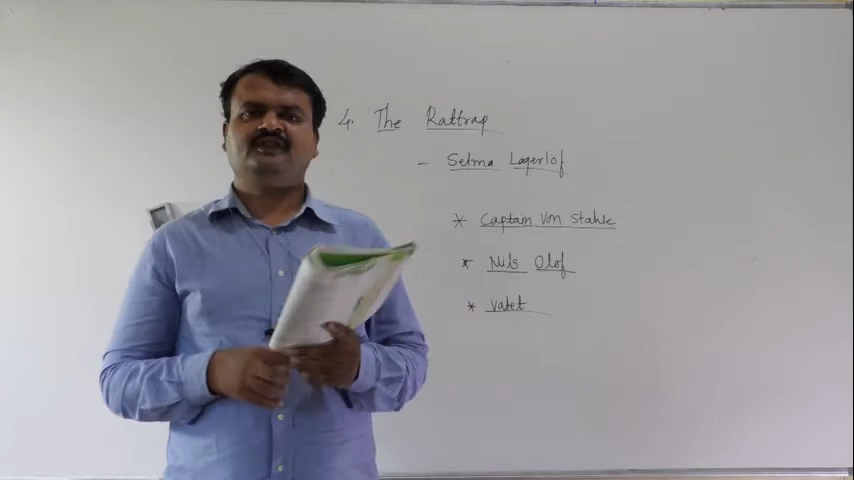 4. The Rattrap
- Selma Lagerlof
* Captain Von Stahle
* Nils Olof
* Valet